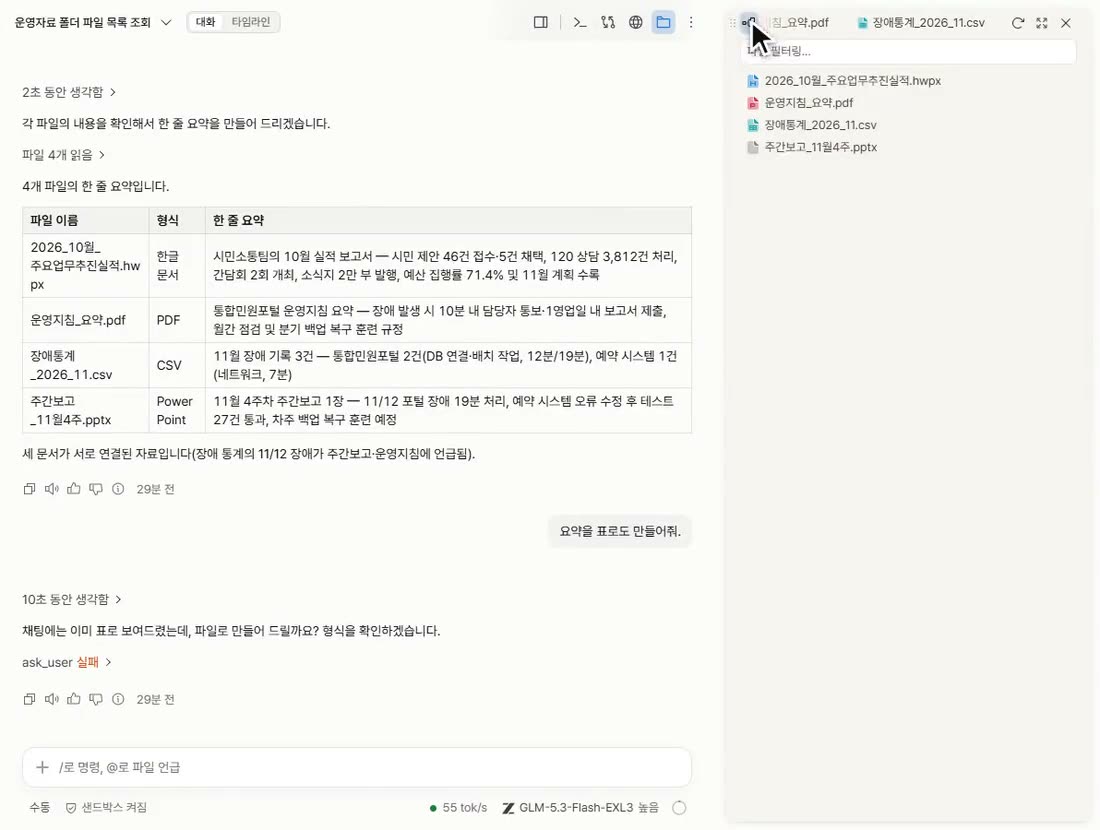 운영자료 폴더 파일 목록 조회
대화 타임라인
2초 동안 생각함
각 파일의 내용을 확인해서 한 줄 요약을 만들어 드리겠습니다.
파일 4개 읽음
4개 파일의 한 줄 요약입니다.
파일 이름 형식 한 줄 요약
2026_10월_
주요업무추진실적.hw
px
한글
문서
시민소통팀의 10월 실적 보고서 — 시민 제안 46건 접수·5건 채택, 120 상담 3,812건 처리,
간담회 2회 개최, 소식지 2만 부 발행, 예산 집행률 71.4% 및 11월 계획 수록
운영지침_요약.pdf
PDF
통합민원포털 운영지침 요약 — 장애 발생 시 10분 내 담당자 통보·1영업일 내 보고서 제출,
월간 점검 및 분기 백업 복구 훈련 규정
장애통계
_2026_11.csv
CSV
11월 장애 기록 3건 — 통합민원포털 2건(DB 연결·배치 작업, 12분/19분), 예약 시스템 1건
(네트워크, 7분)
주간보고
_11월4주.pptx
Power
Point
11월 4주차 주간보고 1장 — 11/12 포털 장애 19분 처리, 예약 시스템 오류 수정 후 테스트
27건 통과, 차주 백업 복구 훈련 예정
세 문서가 서로 연결된 자료입니다(장애 통계의 11/12 장애가 주간보고·운영지침에 언급됨).
29분 전
요약을 표로도 만들어줘.
10초 동안 생각함
채팅에는 이미 표로 보여드렸는데, 파일로 만들어 드릴까요? 형식을 확인하겠습니다.
ask_user 실패
29분 전
/로 명령, @로 파일 언급
수동 샌드박스 켜짐
55 tok/s GLM-5.3-Flash-EXL3 높음
침_요약.pdf 장애통계_2026_11.csv
필터링...
2026_10월_주요업무추진실적.hwpx
운영지침_요약.pdf
장애통계_2026_11.csv
주간보고_11월4주.pptx